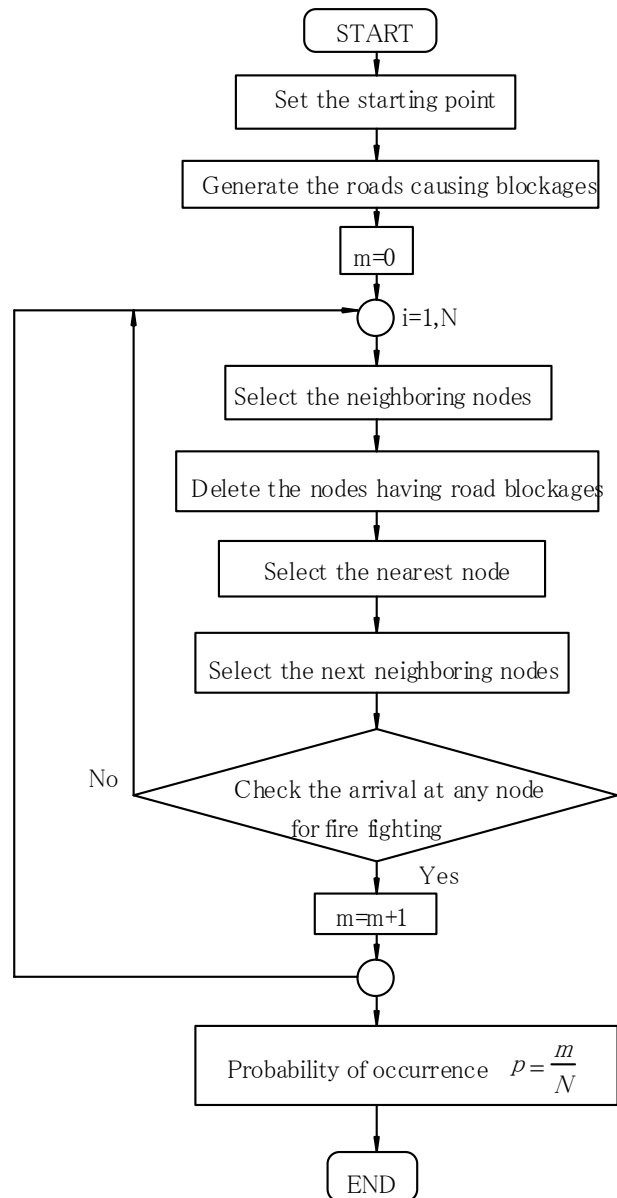 START
Set the starting point
Generate the roads causing blockages
m=0
i=1,N
Select the neighboring nodes
Delete the nodes having road blockages
Select the nearest node
Select the next neighboring nodes
No
Check the arrival at any node
for fire fighting
Yes
m=m+1
Probability of occurrence p = m/N
END